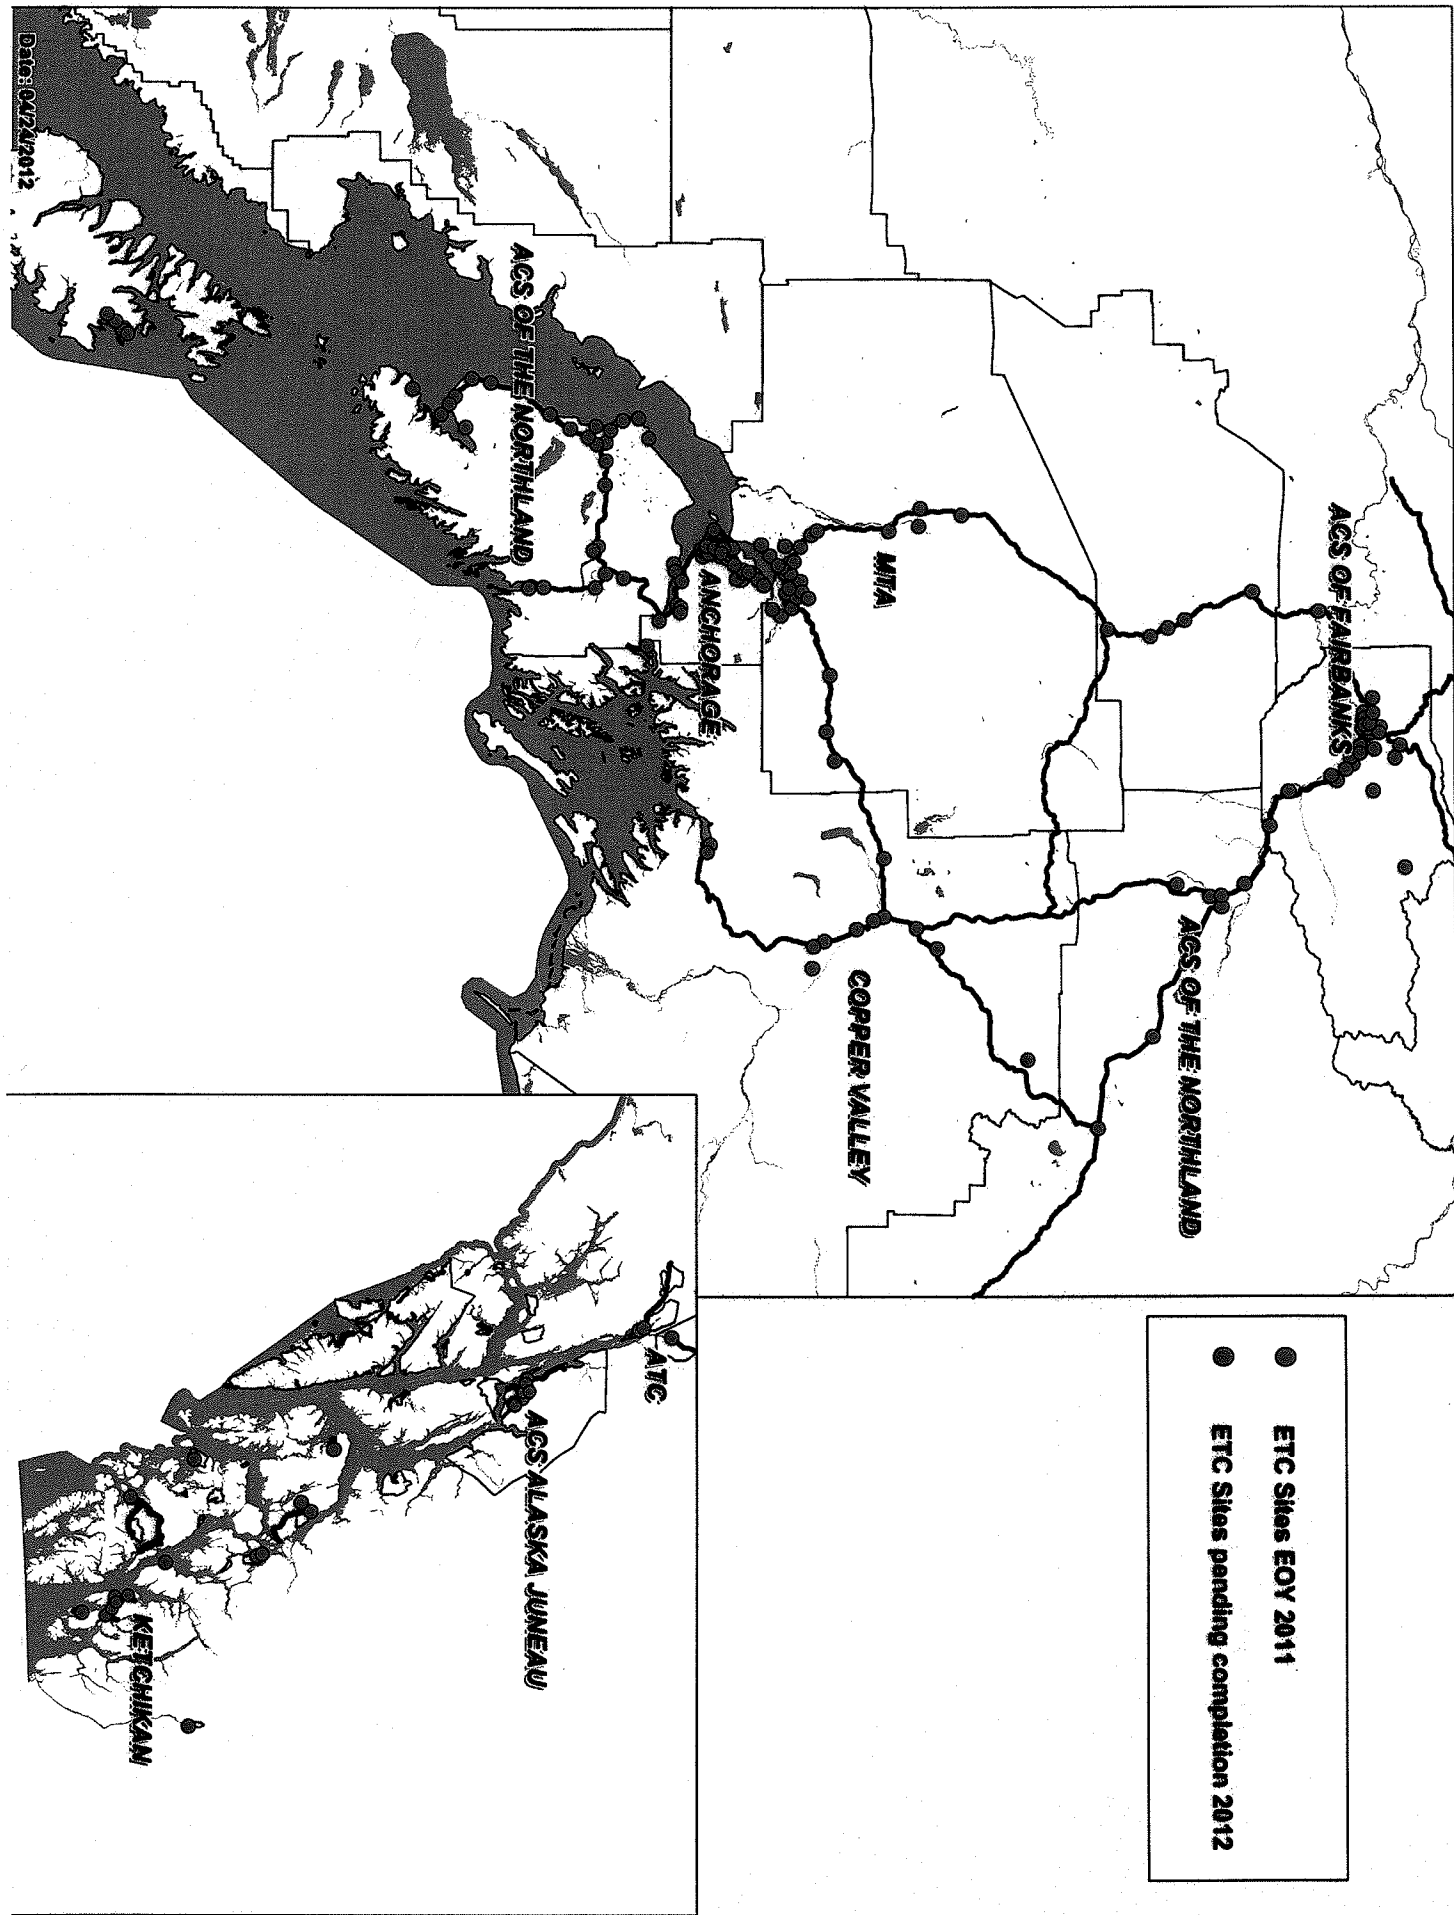 ETC Sites EOY 2011
ETC Sites pending completion 2012
ACS OF FAIRBANKS
ACS OF THE NORTHLAND
MTA
COPPER VALLEY
ANCHORAGE
ACS OF THE NORTHLAND
ATC
ACS ALASKA JUNEAU
KETCHIKAN
Date: 04/24/2012